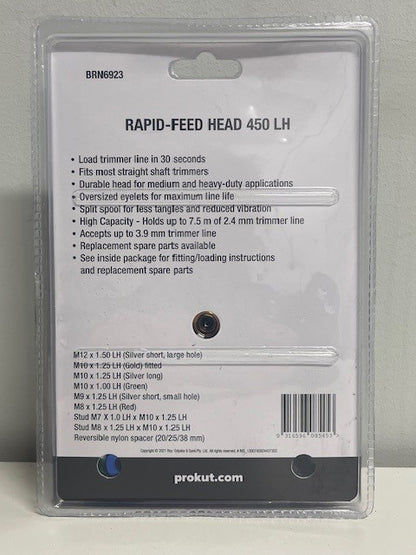 BRN6923
RAPID-FEED HEAD 450 LH
• Load trimmer line in 30 seconds
• Fits most straight shaft trimmers
• Durable head for medium and heavy-duty applications
• Oversized eyelets for maximum line life
• Split spool for less tangles and reduced vibration
• High Capacity - Holds up to 7.5 m of 2.4 mm trimmer line
• Accepts up to 3.9 mm trimmer line
• Replacement spare parts available
• See inside package for fitting/loading instructions
and replacement spare parts
M12 x 1.50 LH (Silver short, large hole)
M10 x 1.25 LH (Gold) fitted
M10 x 1.25 LH (Silver long)
M10 x 1.00 LH (Green)
M9 x 1.25 LH (Silver short, small hole)
M8 x 1.25 LH (Red)
Stud M7 X 1.0 LH x M10 x 1.25 LH
Stud M8 x 1.25 LH x M10 x 1.25 LH
Reversible nylon spacer (20/25/38 mm)
prokut.com